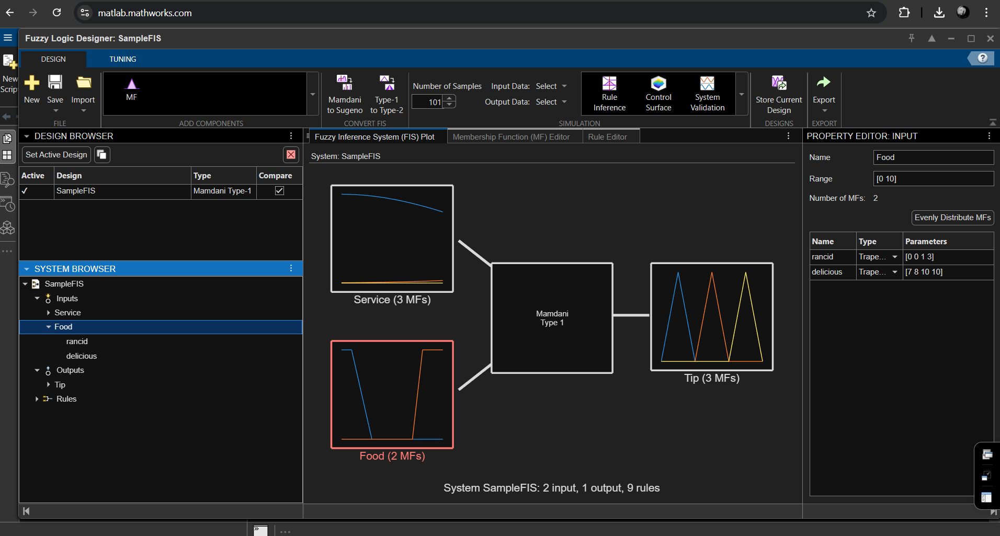 matlab.mathworks.com
Fuzzy Logic Designer: SampleFIS
DESIGN
TUNING
New
Script
New
Save
Import
FILE
MF
ADD COMPONENTS
Mamdani
to Sugeno
Type-1
to Type-2
CONVERT FIS
Number of Samples
101
Input Data: Select
Output Data: Select
Rule
Inference
Control
Surface
System
Validation
SIMULATION
Store Current
Design
DESIGNS
Export
EXPORT
DESIGN BROWSER
Set Active Design
Active Design Type Compare
SampleFIS Mamdani Type-1
SYSTEM BROWSER
SampleFIS
Inputs
Service
Food
rancid
delicious
Outputs
Tip
Rules
Fuzzy Inference System (FIS) Plot
Membership Function (MF) Editor
Rule Editor
System: SampleFIS
Service (3 MFs)
Mamdani
Type 1
Tip (3 MFs)
Food (2 MFs)
System SampleFIS: 2 input, 1 output, 9 rules
PROPERTY EDITOR: INPUT
Name Food
Range [0 10]
Number of MFs: 2
Evenly Distribute MFs
Name Type Parameters
rancid Trape... [0 0 1 3]
delicious Trape... [7 8 10 10]